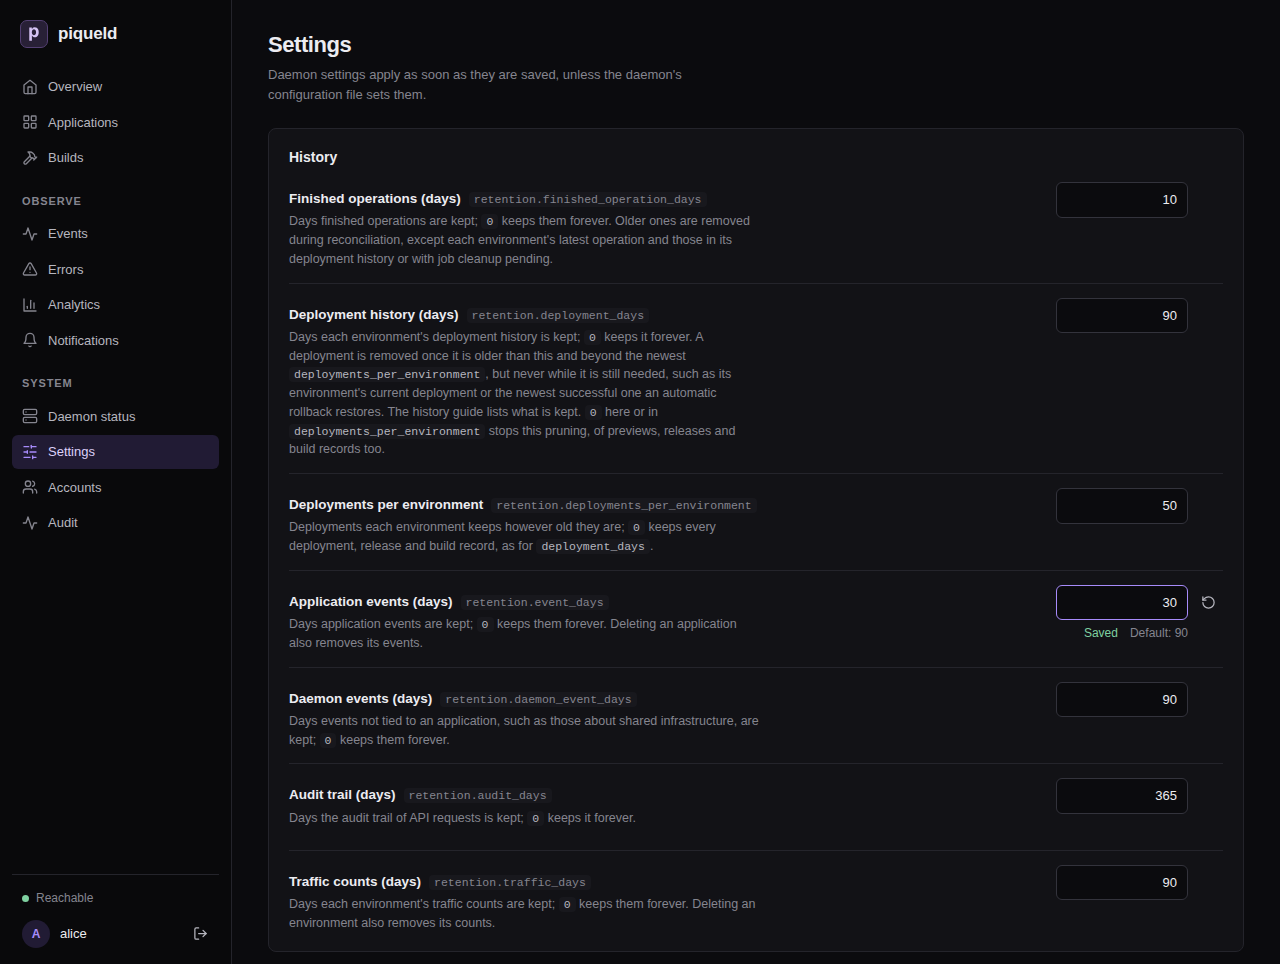 p piqueld
Overview
Applications
Builds
OBSERVE
Events
Errors
Analytics
Notifications
SYSTEM
Daemon status
Settings
Accounts
Audit
Reachable
A alice
Settings
Daemon settings apply as soon as they are saved, unless the daemon's
configuration file sets them.
History
Finished operations (days) retention.finished_operation_days 10
Days finished operations are kept; 0 keeps them forever. Older ones are removed
during reconciliation, except each environment's latest operation and those in its
deployment history or with job cleanup pending.
Deployment history (days) retention.deployment_days 90
Days each environment's deployment history is kept; 0 keeps it forever. A
deployment is removed once it is older than this and beyond the newest
deployments_per_environment, but never while it is still needed, such as its
environment's current deployment or the newest successful one an automatic
rollback restores. The history guide lists what is kept. 0 here or in
deployments_per_environment stops this pruning, of previews, releases and
build records too.
Deployments per environment retention.deployments_per_environment 50
Deployments each environment keeps however old they are; 0 keeps every
deployment, release and build record, as for deployment_days.
Application events (days) retention.event_days 30
Days application events are kept; 0 keeps them forever. Deleting an application
also removes its events.
Saved Default: 90
Daemon events (days) retention.daemon_event_days 90
Days events not tied to an application, such as those about shared infrastructure, are
kept; 0 keeps them forever.
Audit trail (days) retention.audit_days 365
Days the audit trail of API requests is kept; 0 keeps it forever.
Traffic counts (days) retention.traffic_days 90
Days each environment's traffic counts are kept; 0 keeps them forever. Deleting an
environment also removes its counts.